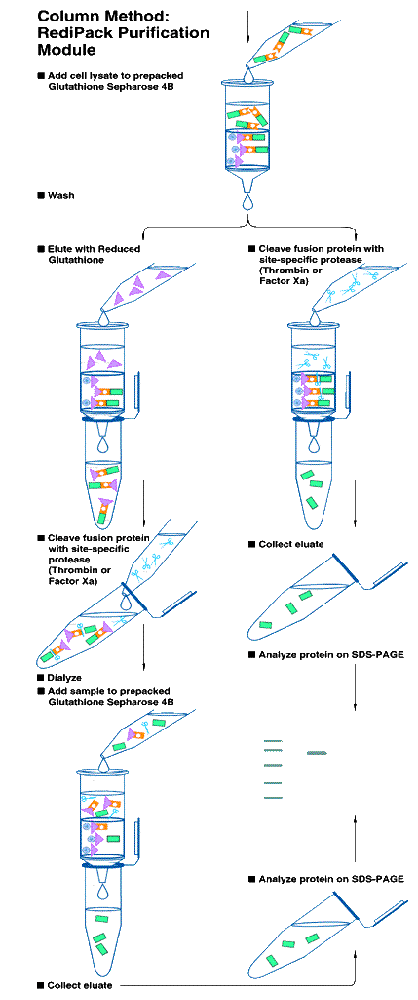 Column Method:
RediPack Purification
Module
■ Add cell lysate to prepacked
Glutathione Sepharose 4B
■ Wash
■ Elute with Reduced
Glutathione
■ Cleave fusion protein with
site-specific protease
(Thrombin or
Factor Xa)
■ Cleave fusion protein
with site-specific
protease
(Thrombin or
Factor Xa)
■ Collect eluate
■ Analyze protein on SDS-PAGE
■ Dialyze
■ Add sample to prepacked
Glutathione Sepharose 4B
■ Analyze protein on SDS-PAGE
■ Collect eluate